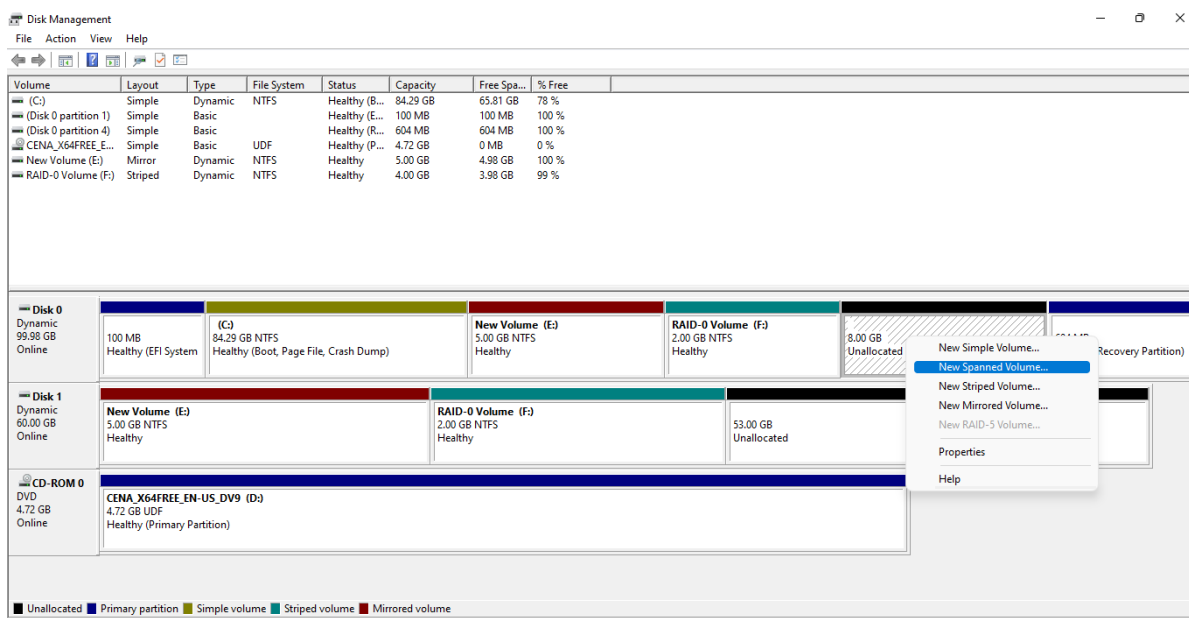 Disk Management
File Action View Help
Volume Layout Type File System Status Capacity Free Spa... % Free
(C:) Simple Dynamic NTFS Healthy (B... 84.29 GB 65.81 GB 78 %
(Disk 0 partition 1) Simple Basic Healthy (E... 100 MB 100 MB 100 %
(Disk 0 partition 4) Simple Basic Healthy (R... 604 MB 604 MB 100 %
CENA_X64FREE_E... Simple Basic UDF Healthy (P... 4.72 GB 0 MB 0 %
New Volume (E:) Mirror Dynamic NTFS Healthy 5.00 GB 4.98 GB 100 %
RAID-0 Volume (F:) Striped Dynamic NTFS Healthy 4.00 GB 3.98 GB 99 %
Disk 0
Dynamic
99.98 GB
Online
100 MB
Healthy (EFI System
(C:)
84.29 GB NTFS
Healthy (Boot, Page File, Crash Dump)
New Volume (E:)
5.00 GB NTFS
Healthy
RAID-0 Volume (F:)
2.00 GB NTFS
Healthy
8.00 GB
Unallocated
Recovery Partition)
New Simple Volume...
New Spanned Volume...
New Striped Volume...
New Mirrored Volume...
New RAID-5 Volume...
Properties
Help
Disk 1
Dynamic
60.00 GB
Online
New Volume (E:)
5.00 GB NTFS
Healthy
RAID-0 Volume (F:)
2.00 GB NTFS
Healthy
53.00 GB
Unallocated
CD-ROM 0
DVD
4.72 GB
Online
CENA_X64FREE_EN-US_DV9 (D:)
4.72 GB UDF
Healthy (Primary Partition)
Unallocated Primary partition Simple volume Striped volume Mirrored volume